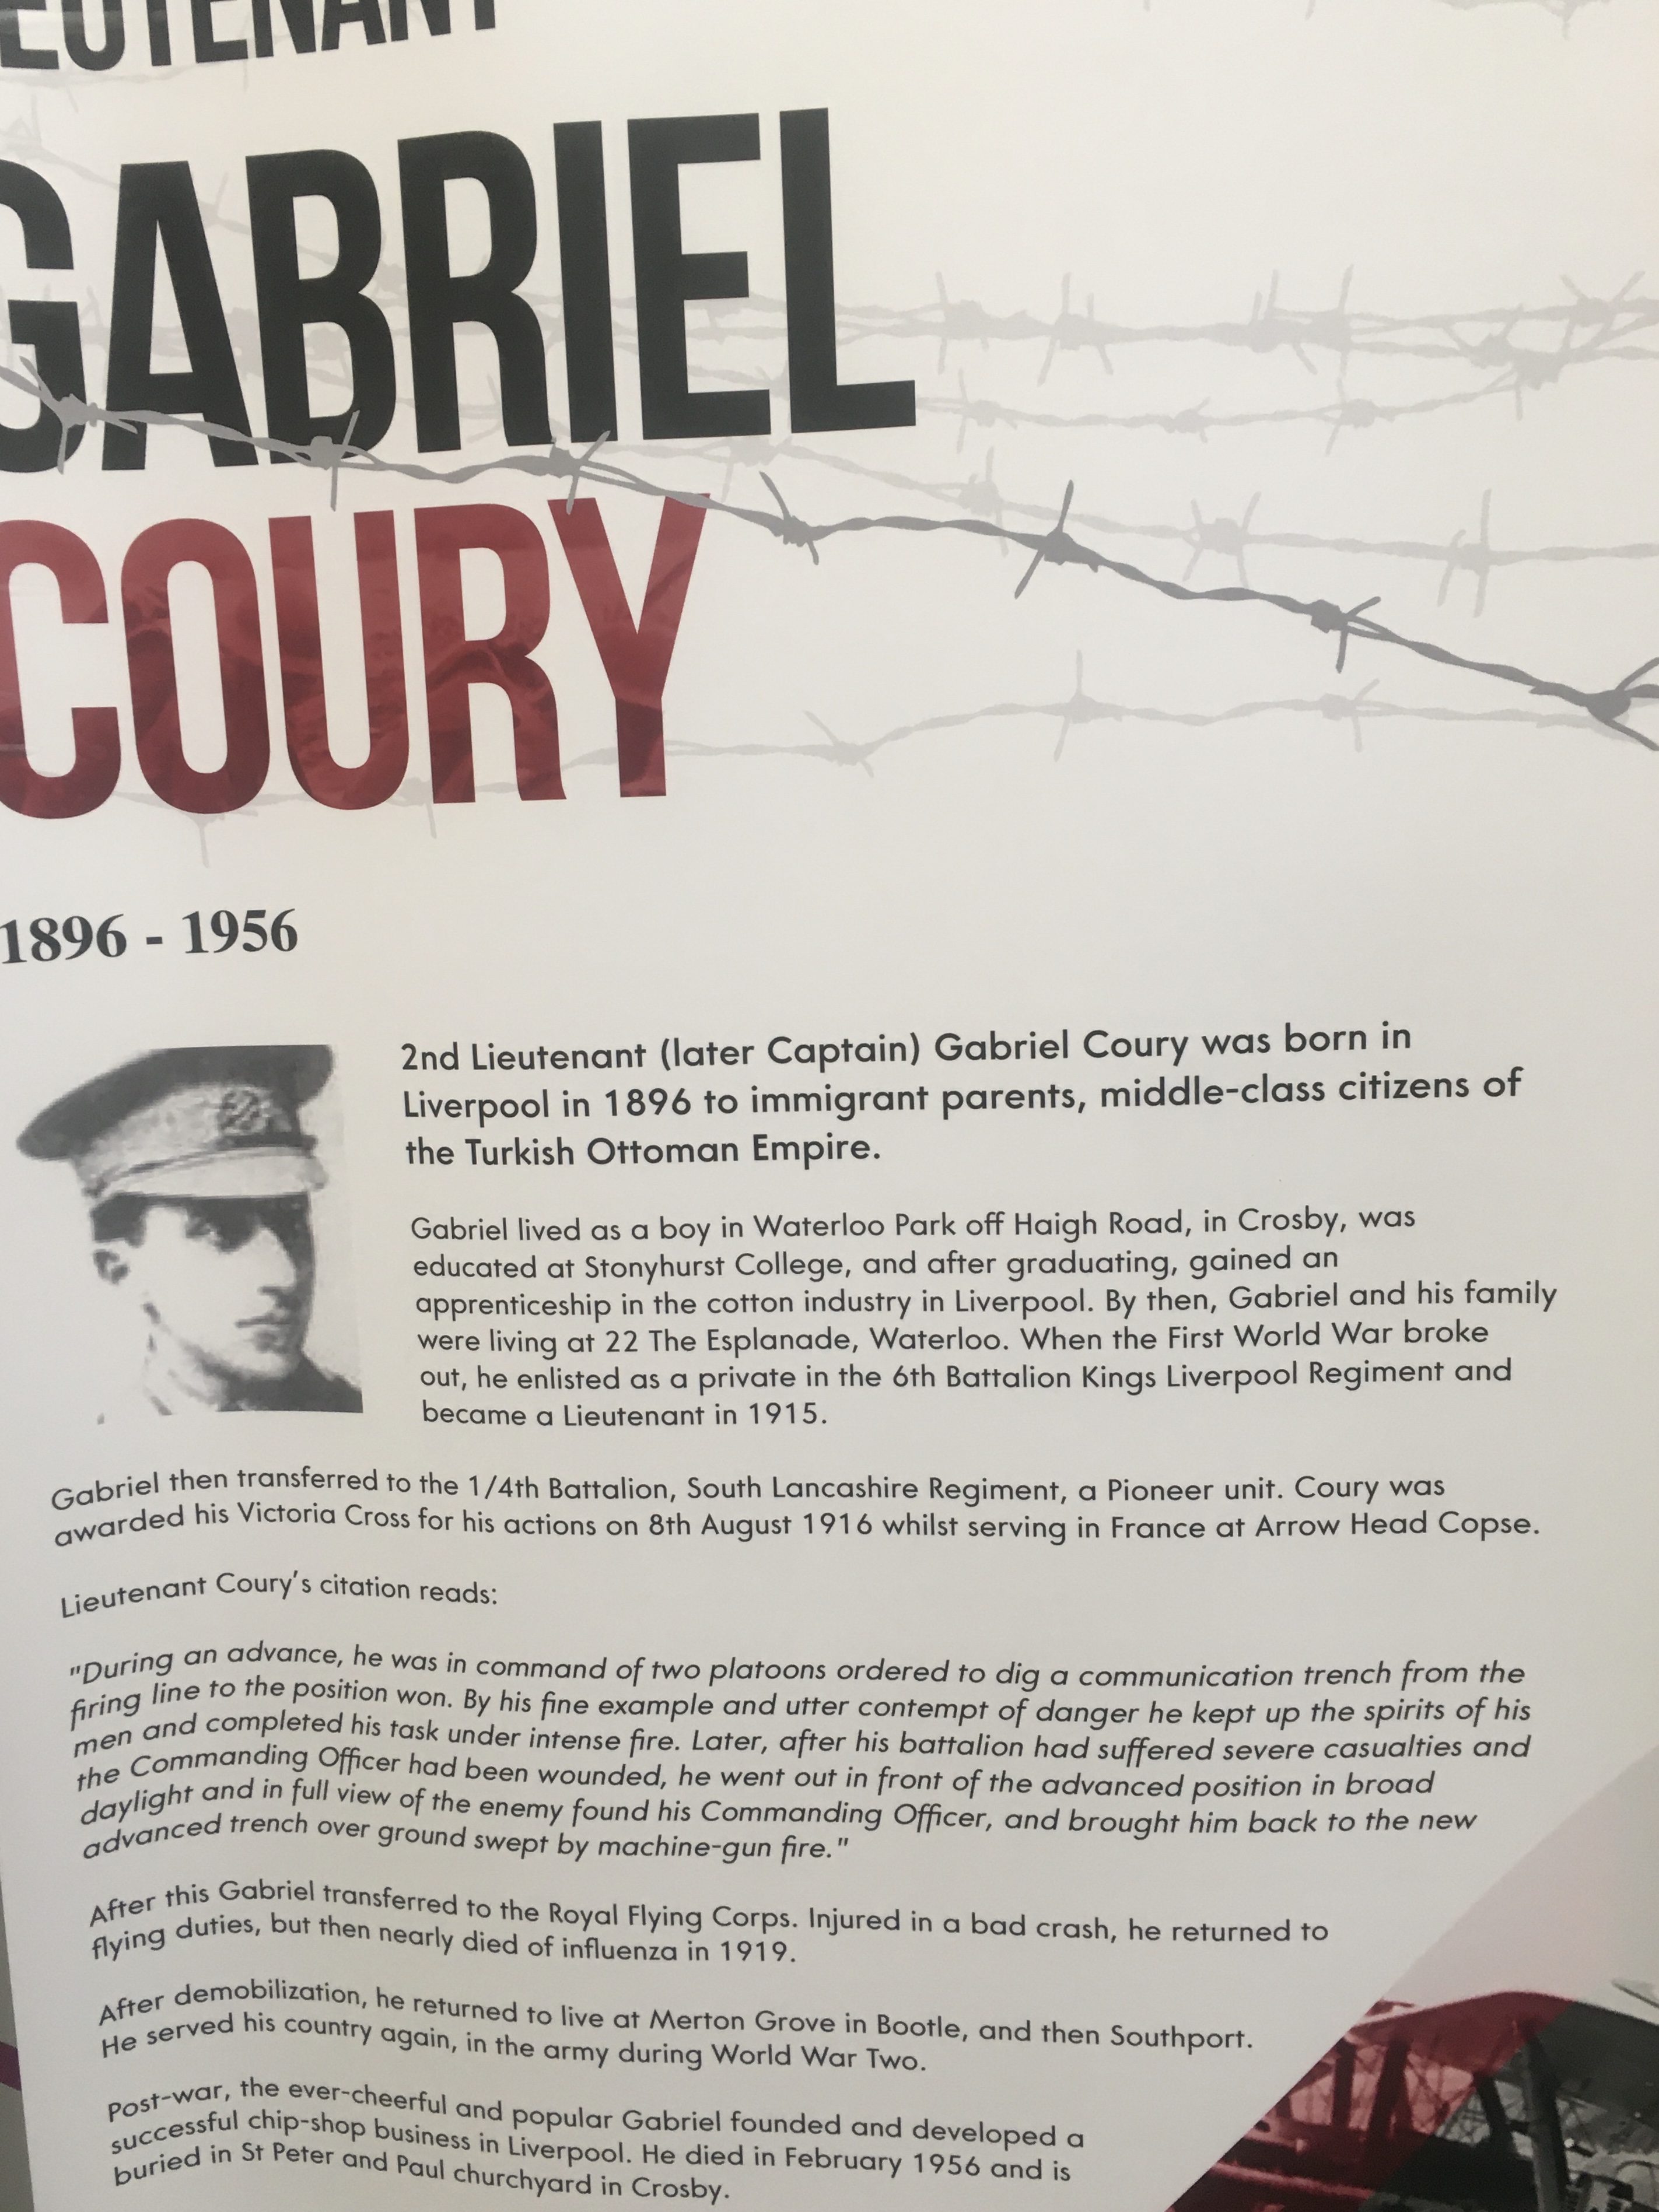 EUTENANT
GABRIEL
COURY
1896 - 1956
2nd Lieutenant (later Captain) Gabriel Coury was born in
Liverpool in 1896 to immigrant parents, middle-class citizens of
the Turkish Ottoman Empire.
Gabriel lived as a boy in Waterloo Park off Haigh Road, in Crosby, was
educated at Stonyhurst College, and after graduating, gained an
apprenticeship in the cotton industry in Liverpool. By then, Gabriel and his family
were living at 22 The Esplanade, Waterloo. When the First World War broke
out, he enlisted as a private in the 6th Battalion Kings Liverpool Regiment and
became a Lieutenant in 1915.
Gabriel then transferred to the 1/4th Battalion, South Lancashire Regiment, a Pioneer unit. Coury was
awarded his Victoria Cross for his actions on 8th August 1916 whilst serving in France at Arrow Head Copse.
Lieutenant Coury's citation reads:
"During an advance, he was in command of two platoons ordered to dig a communication trench from the
firing line to the position won. By his fine example and utter contempt of danger he kept up the spirits of his
men and completed his task under intense fire. Later, after his battalion had suffered severe casualties and
the Commanding Officer had been wounded, he went out in front of the advanced position in broad
daylight and in full view of the enemy found his Commanding Officer, and brought him back to the new
advanced trench over ground swept by machine-gun fire."
After this Gabriel transferred to the Royal Flying Corps. Injured in a bad crash, he returned to
flying duties, but then nearly died of influenza in 1919.
After demobilization, he returned to live at Merton Grove in Bootle, and then Southport.
He served his country again, in the army during World War Two.
Post-war, the ever-cheerful and popular Gabriel founded and developed a
successful chip-shop business in Liverpool. He died in February 1956 and is
buried in St Peter and Paul churchyard in Crosby.